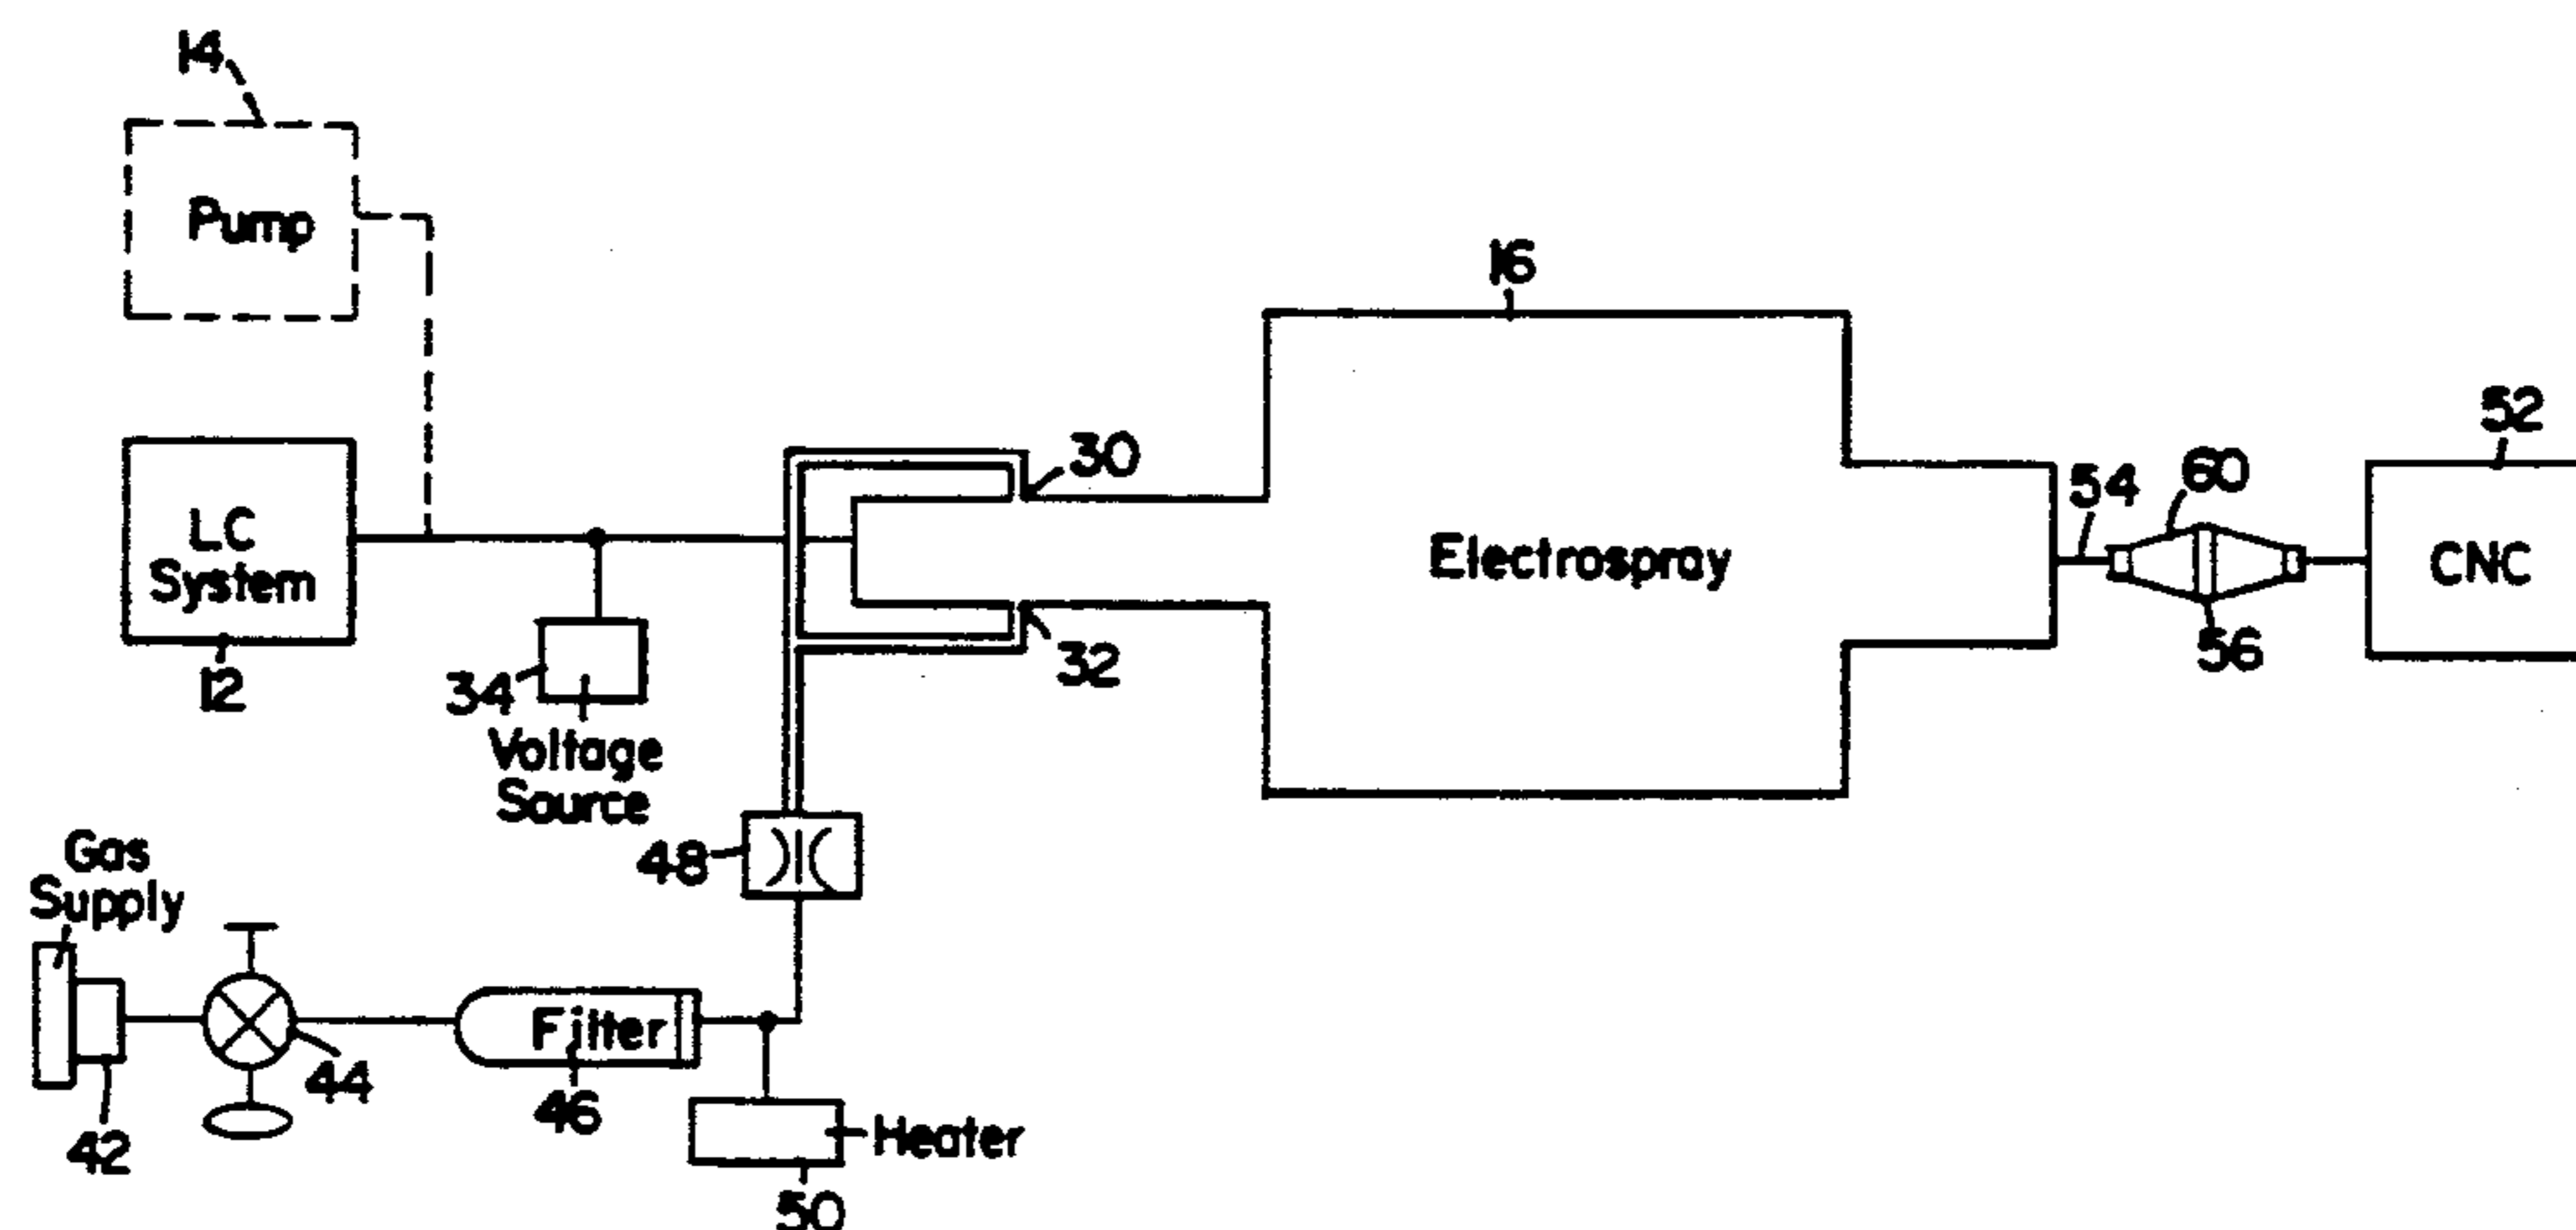 14
Pump
16
52
30
54
60
LC
System
Electrospray
CNC
12
34
32
56
Voltage
Source
48
Gas
Supply
Filter
44
46
42
Heater
50